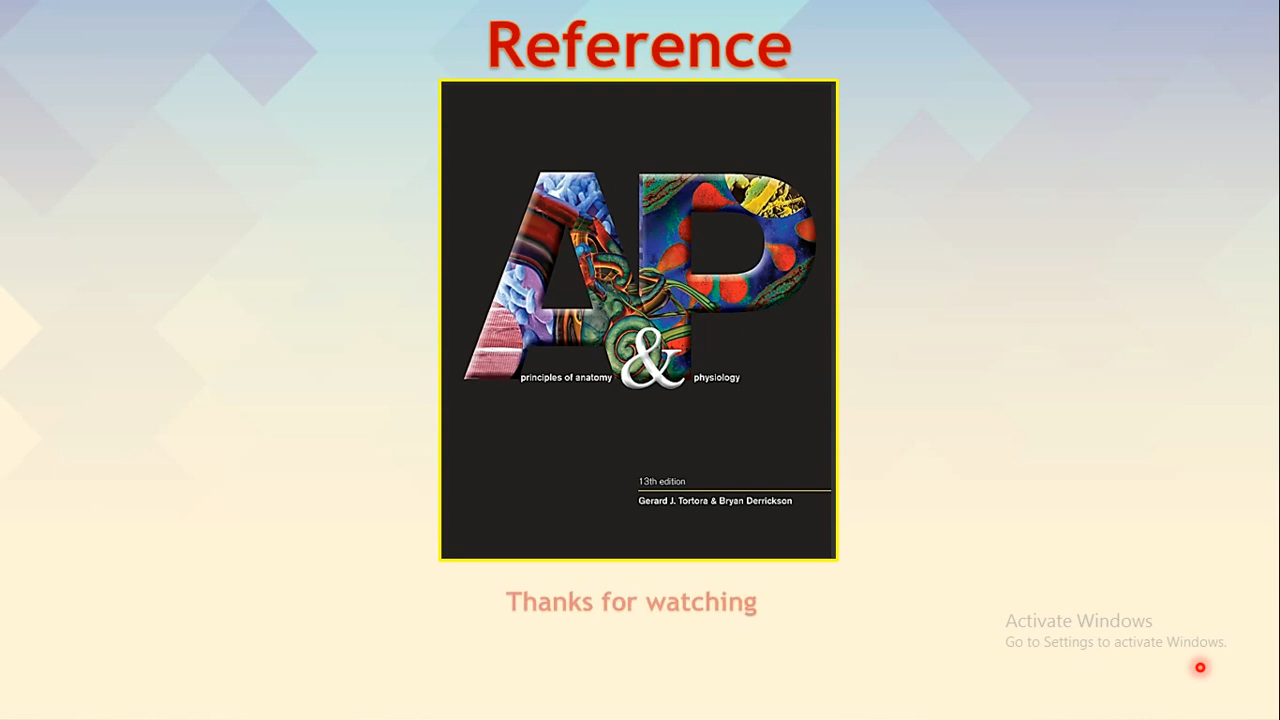 Reference
A&P
principles of anatomy & physiology
13th edition
Gerard J. Tortora & Bryan Derrickson
Thanks for watching
Activate Windows
Go to Settings to activate Windows.